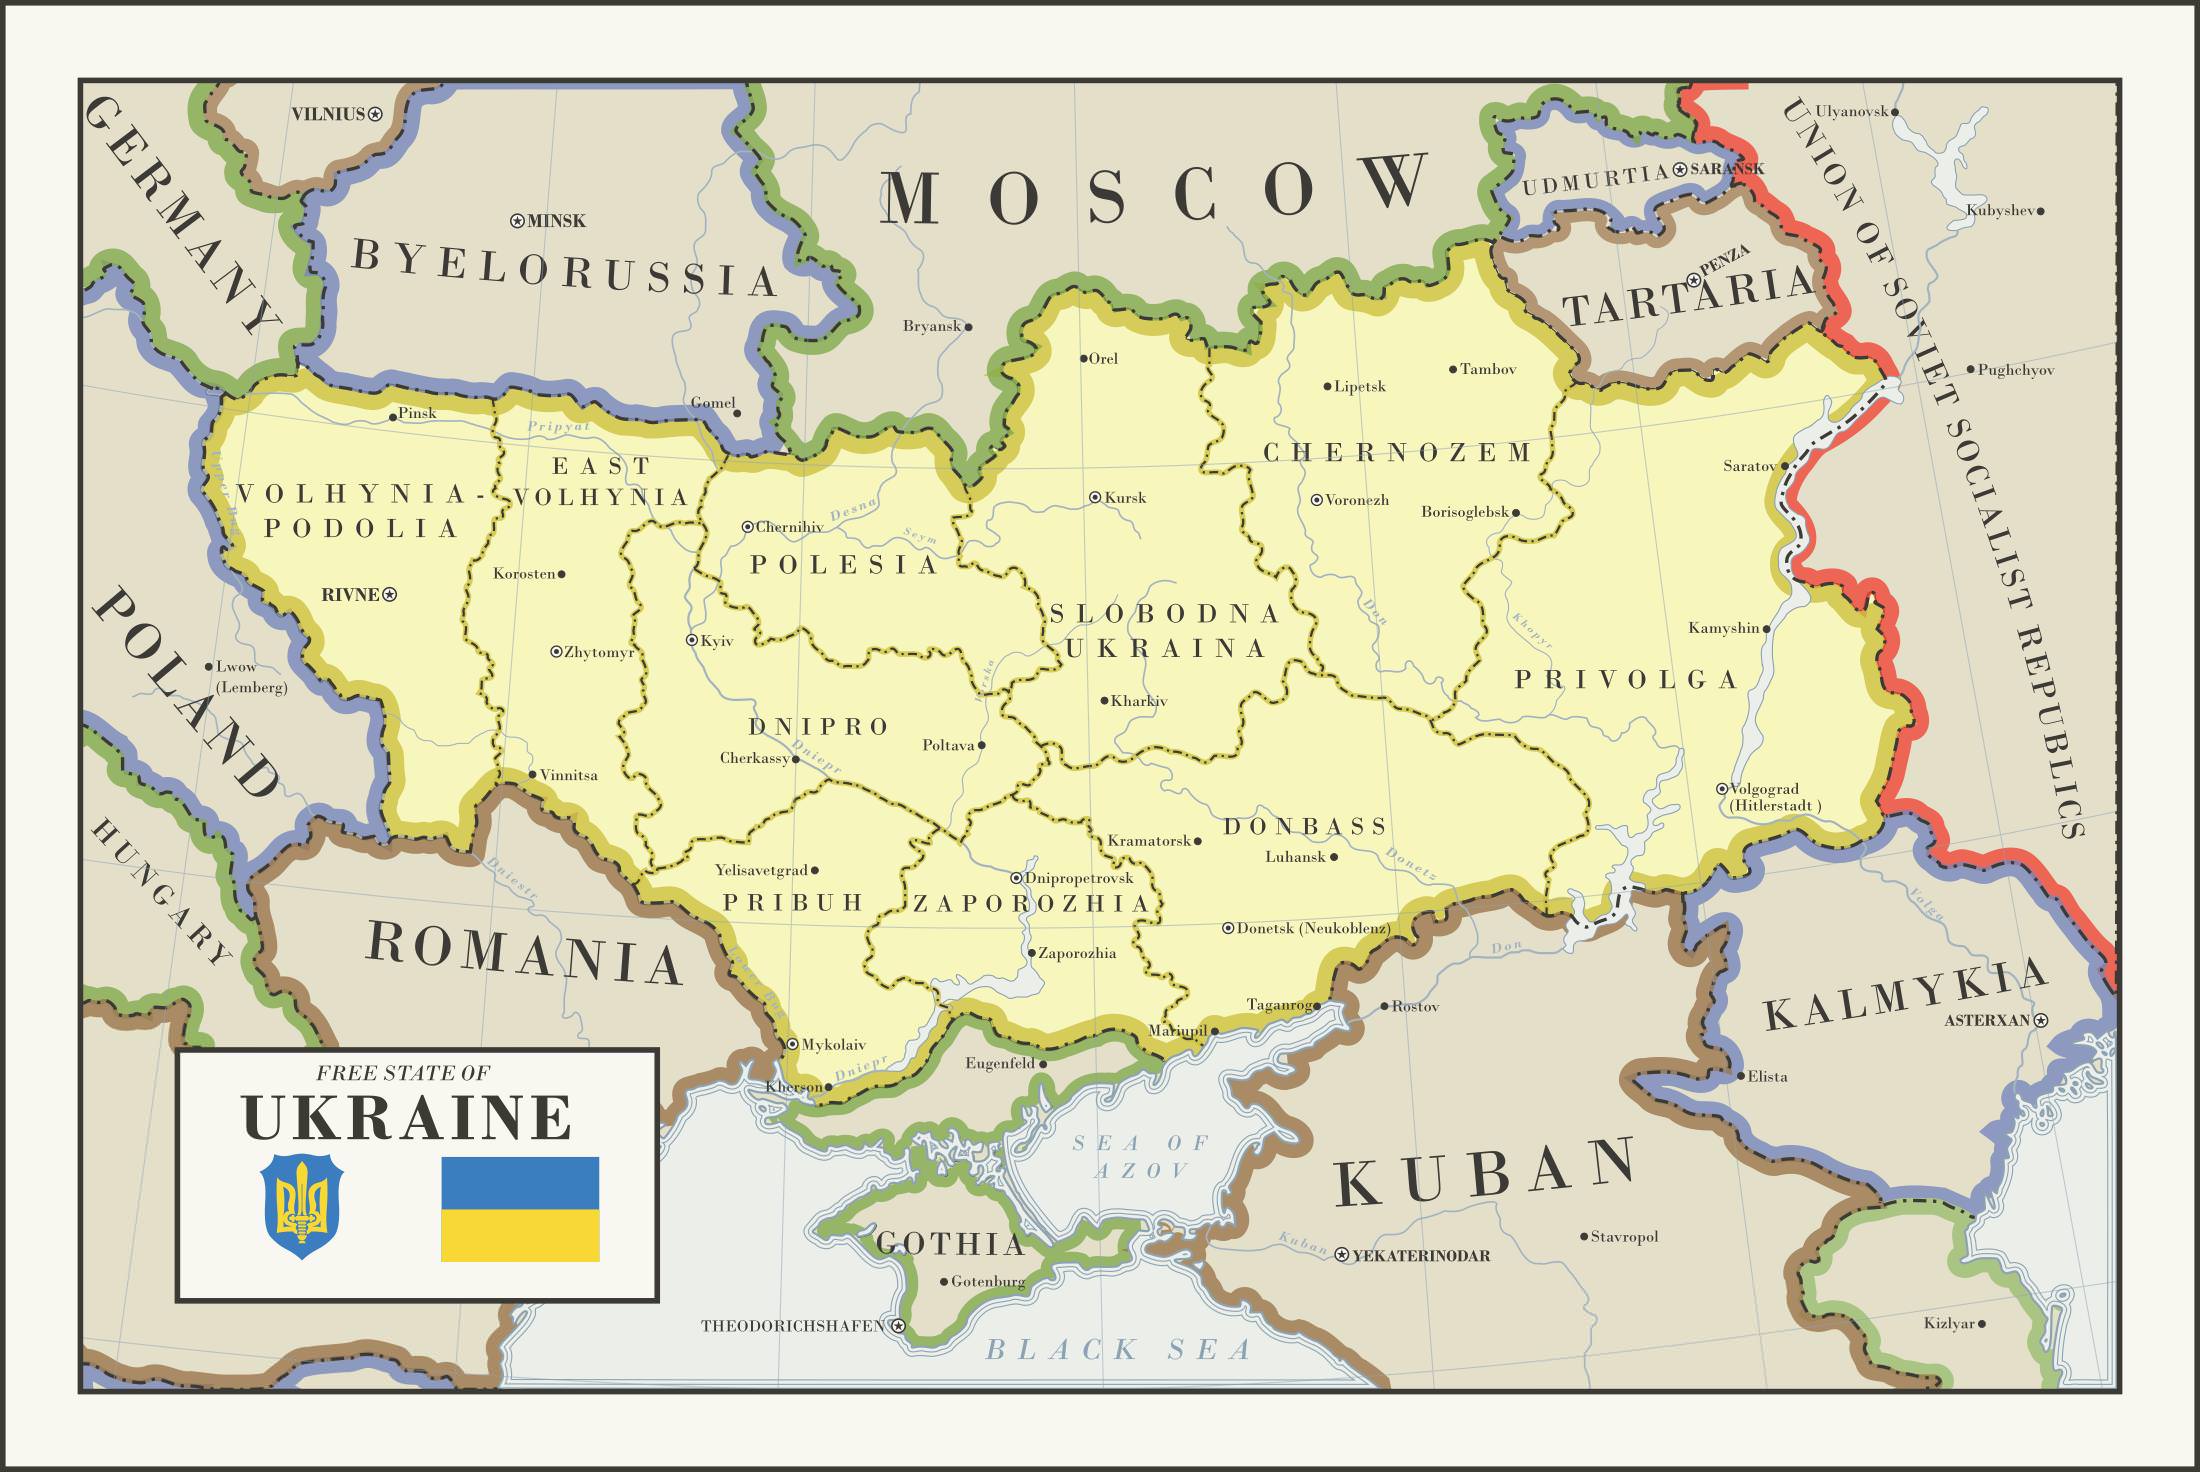 GERMANY
VILNIUS
MINSK
BYELORUSSIA
MOSCOW
UDMURTIA
SARANSK
PENZA
TARTARIA
UNION OF SOVIET SOCIALIST REPUBLICS
Ulyanovsk
Kubyshev
Pughchyov
Bryansk
Gomel
Orel
Lipetsk
Tambov
Pinsk
Pripyat
EAST
VOLHYNIA
VOLHYNIA-
PODOLIA
RIVNE
Korosten
Zhytomyr
Vinnitsa
Chernihiv
Desna
Seym
POLESIA
Kursk
CHERNOZEM
Voronezh
Borisoglebsk
Saratov
SLOBODNA
UKRAINA
Don
Khopyr
Kamyshin
PRIVOLGA
Kyiv
Kharkiv
DNIPRO
Cherkassy
Dniepr
Poltava
POLAND
Lwow
(Lemberg)
HUNGARY
Volgograd
(Hitlerstadt )
DONBASS
Kramatorsk
Luhansk
Donetz
Yelisavetgrad
PRIBUH
Dnipropetrovsk
ZAPOROZHIA
Zaporozhia
Donetsk (Neukoblenz)
Dniestr
ROMANIA
Lower Buh
Don
Volga
Taganrog
Rostov
Mariupil
KALMYKIA
ASTERXAN
Mykolaiv
Kherson
Dniepr
Eugenfeld
Elista
SEA OF
AZOV
KUBAN
Kuban
YEKATERINODAR
Stavropol
GOTHIA
Gotenburg
THEODORICHSHAFEN
BLACK SEA
Kizlyar
FREE STATE OF
UKRAINE